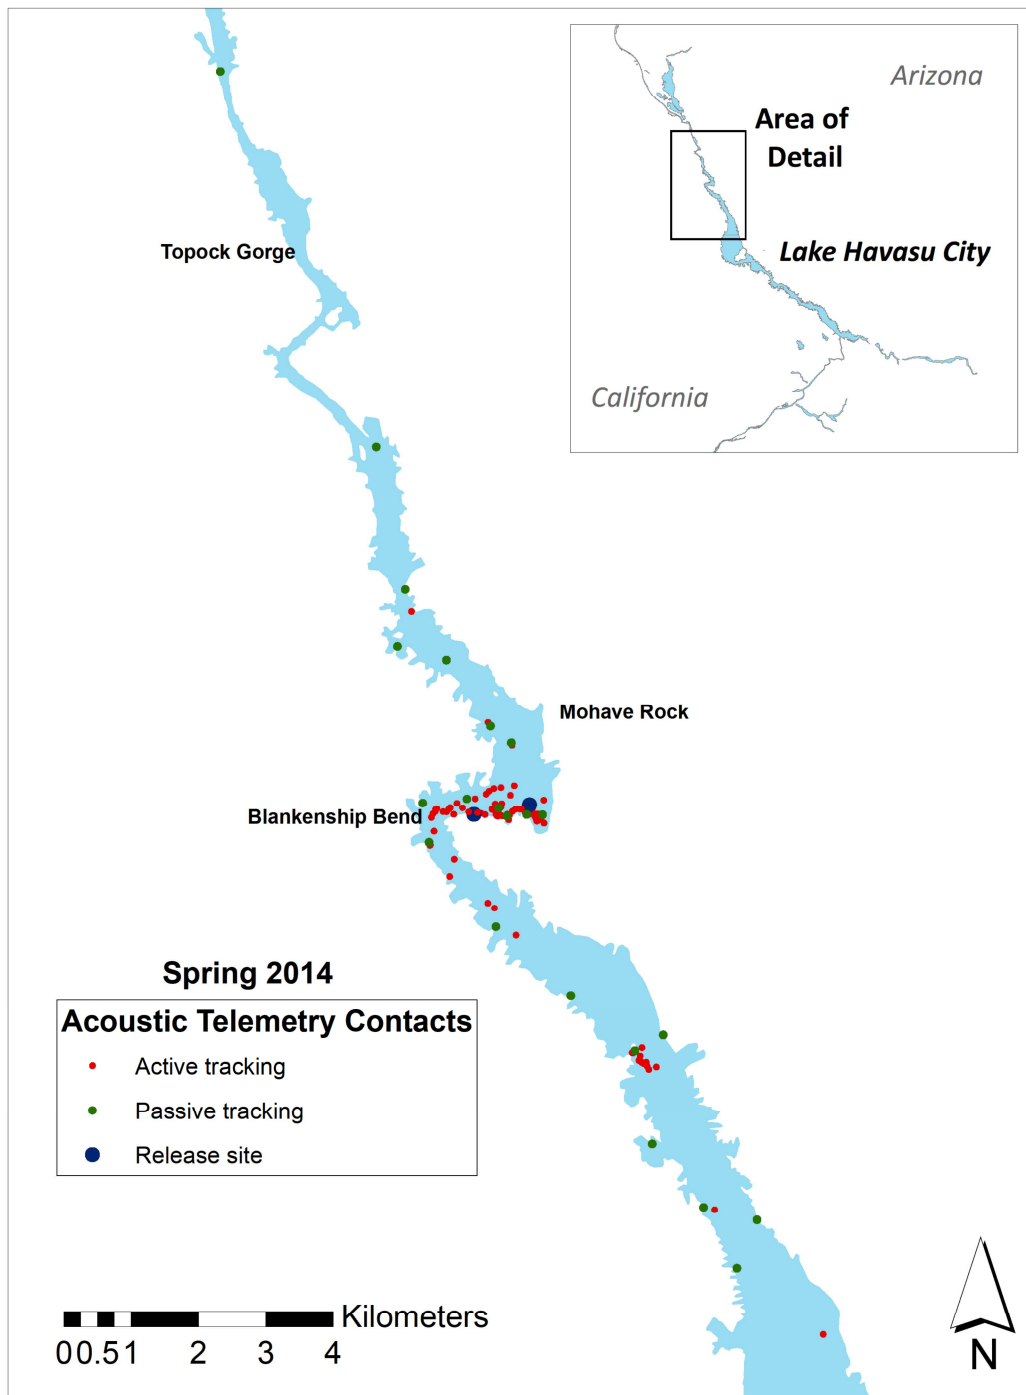 Arizona
Area of
Detail
Lake Havasu City
California
Topock Gorge
Mohave Rock
Blankenship Bend
Spring 2014
Acoustic Telemetry Contacts
Active tracking
Passive tracking
Release site
Kilometers
0 0.5 1 2 3 4
N